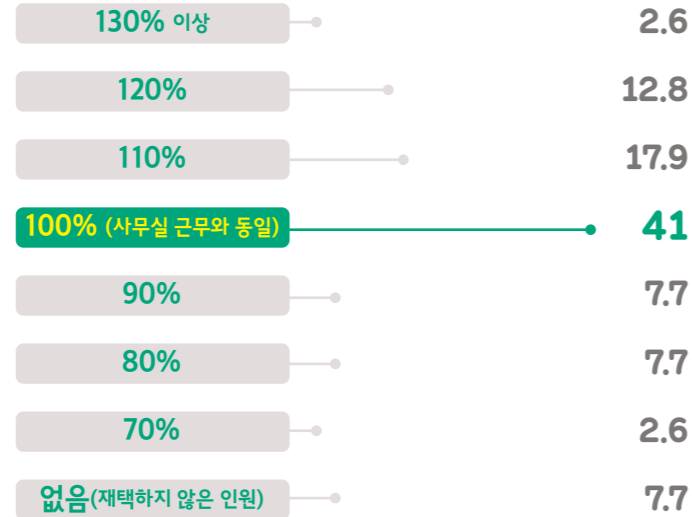 130% 이상 2.6
120% 12.8
110% 17.9
100% (사무실 근무와 동일) 41
90% 7.7
80% 7.7
70% 2.6
없음(재택하지 않은 인원) 7.7